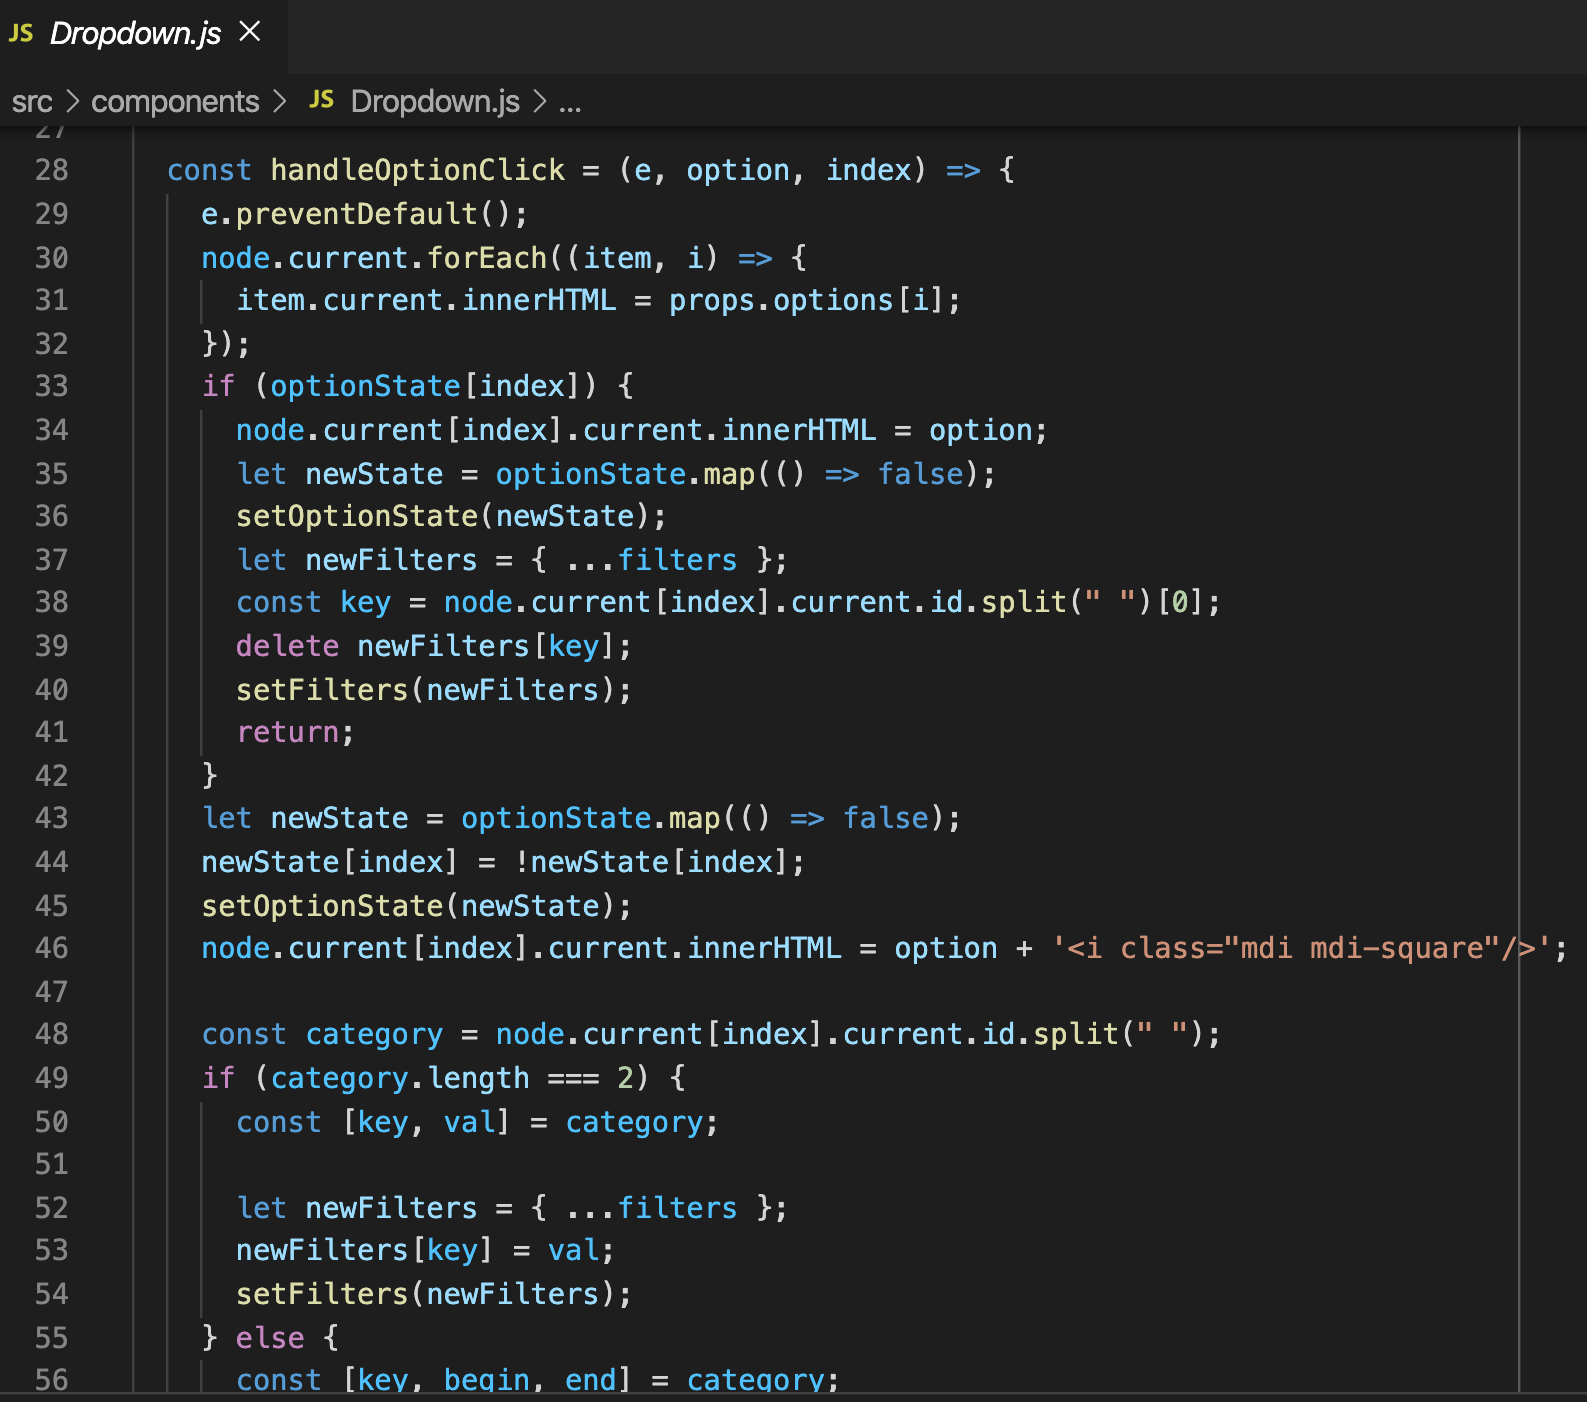 JS Dropdown.js ×
src > components > JS Dropdown.js > ...
27
28 const handleOptionClick = (e, option, index) => {
29 e.preventDefault();
30 node.current.forEach((item, i) => {
31 item.current.innerHTML = props.options[i];
32 });
33 if (optionState[index]) {
34 node.current[index].current.innerHTML = option;
35 let newState = optionState.map(() => false);
36 setOptionState(newState);
37 let newFilters = { ...filters };
38 const key = node.current[index].current.id.split(" ")[0];
39 delete newFilters[key];
40 setFilters(newFilters);
41 return;
42 }
43 let newState = optionState.map(() => false);
44 newState[index] = !newState[index];
45 setOptionState(newState);
46 node.current[index].current.innerHTML = option + '<i class="mdi mdi-square"/>';
47
48 const category = node.current[index].current.id.split(" ");
49 if (category.length === 2) {
50 const [key, val] = category;
51
52 let newFilters = { ...filters };
53 newFilters[key] = val;
54 setFilters(newFilters);
55 } else {
56 const [key, begin, end] = category;